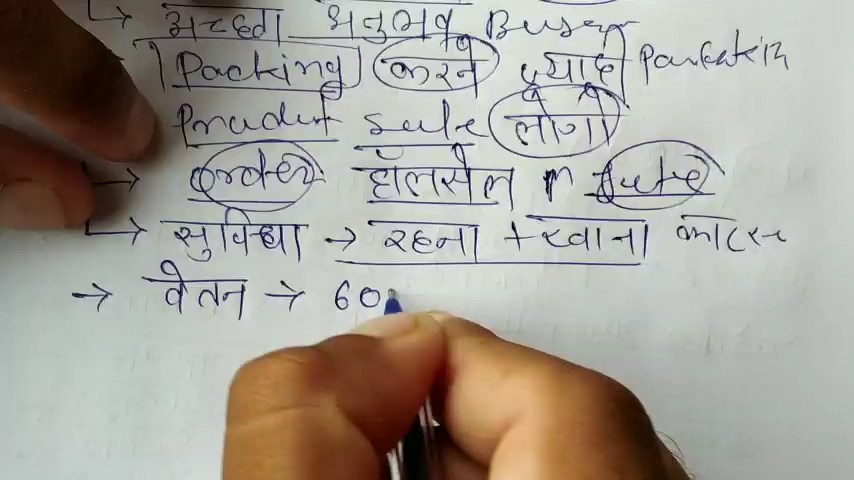 → अच्छा अनुभव
Packing करने
Product sale लोगो
→ order होलसेल
→ सुविधा → रहना + खाना
→ वेतन → 60